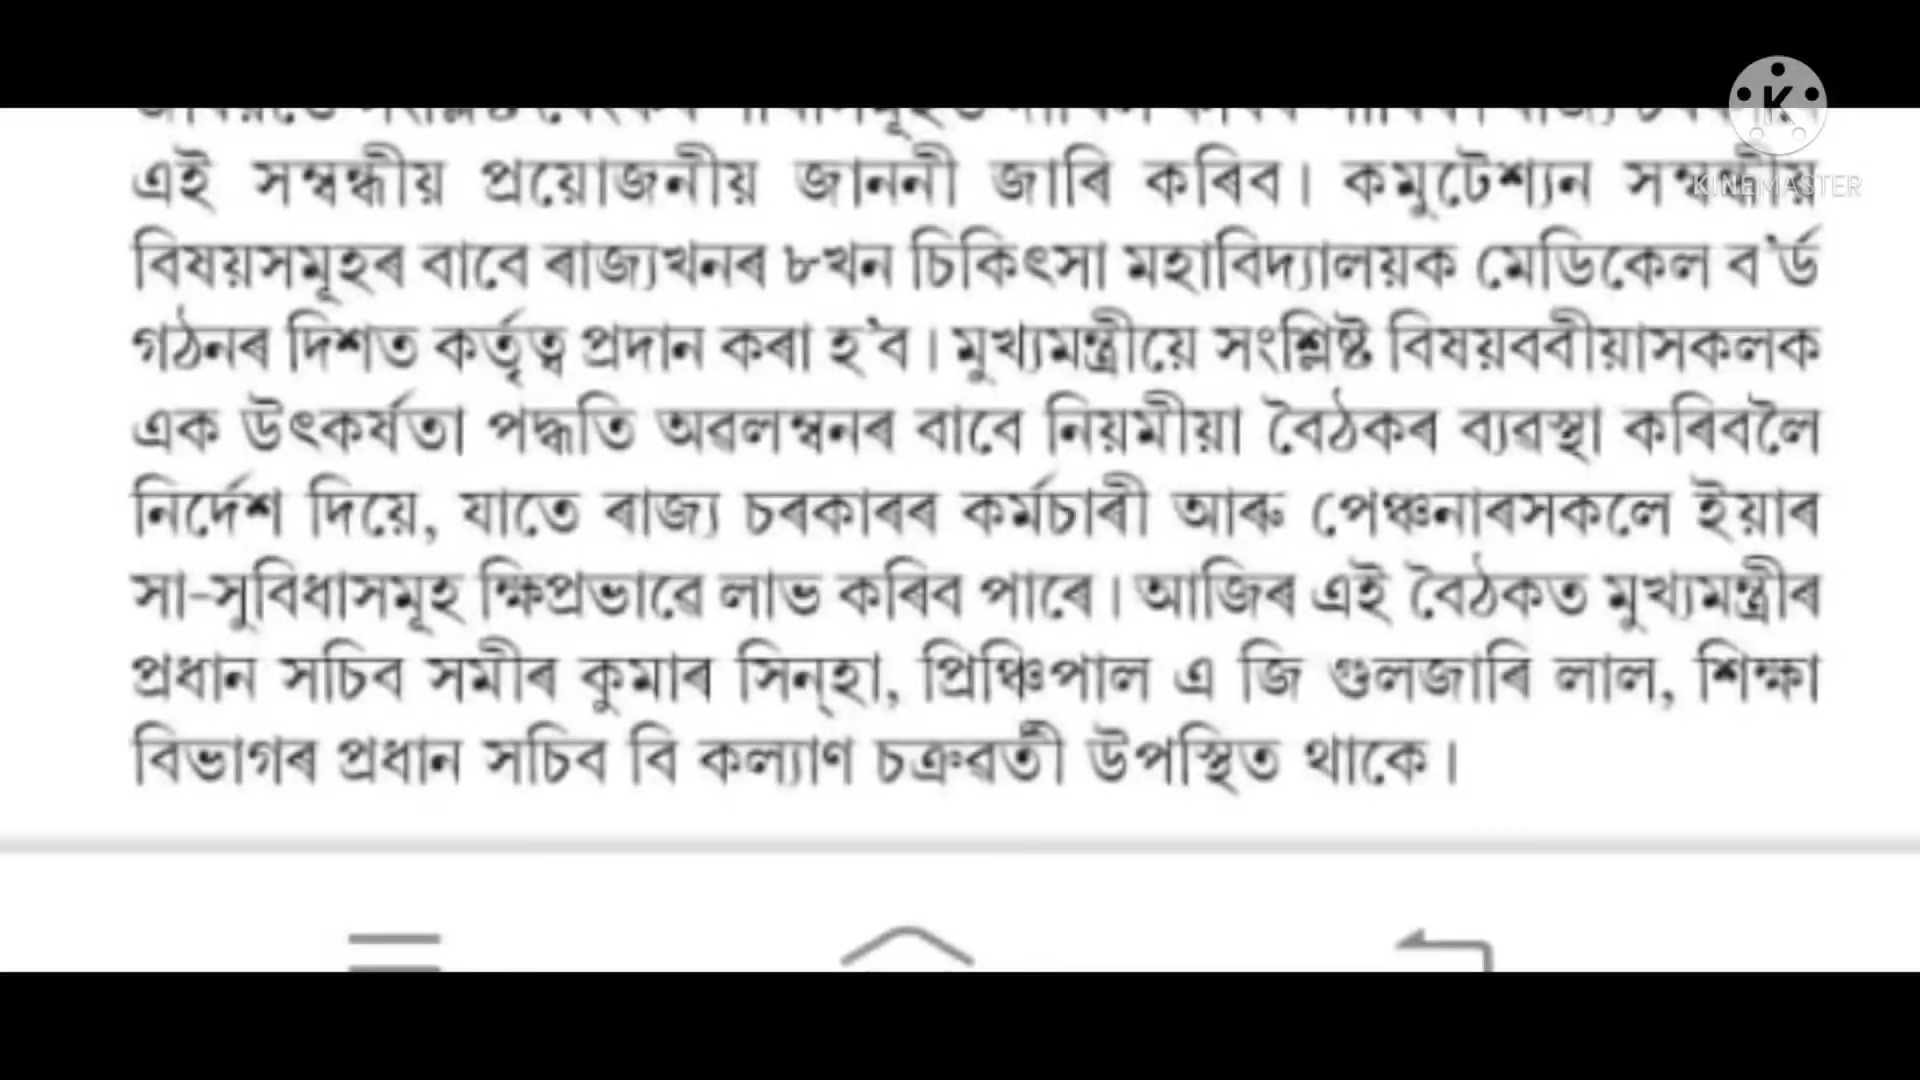 এই সম্বন্ধীয় প্ৰয়োজনীয় জাননী জাৰি কৰিব। কমুটেশ্যন সম্বন্ধীয়
বিষয়সমূহৰ বাবে ৰাজ্যখনৰ ৮খন চিকিৎসা মহাবিদ্যালয়ক মেডিকেল ব'ৰ্ড
গঠনৰ দিশত কৰ্তৃত্ব প্ৰদান কৰা হ'ব। মুখ্যমন্ত্ৰীয়ে সংশ্লিষ্ট বিষয়ববীয়াসকলক
এক উৎকৰ্ষতা পদ্ধতি অৱলম্বনৰ বাবে নিয়মীয়া বৈঠকৰ ব্যৱস্থা কৰিবলৈ
নিৰ্দেশ দিয়ে, যাতে ৰাজ্য চৰকাৰৰ কৰ্মচাৰী আৰু পেঞ্চনাৰসকলে ইয়াৰ
সা-সুবিধাসমূহ ক্ষিপ্ৰভাৱে লাভ কৰিব পাৰে। আজিৰ এই বৈঠকত মুখ্যমন্ত্ৰীৰ
প্ৰধান সচিব সমীৰ কুমাৰ সিন্‌হা, প্ৰিঞ্চিপাল এ জি গুলজাৰি লাল, শিক্ষা
বিভাগৰ প্ৰধান সচিব বি কল্যাণ চক্ৰৱৰ্তী উপস্থিত থাকে।
K
KINEMASTER